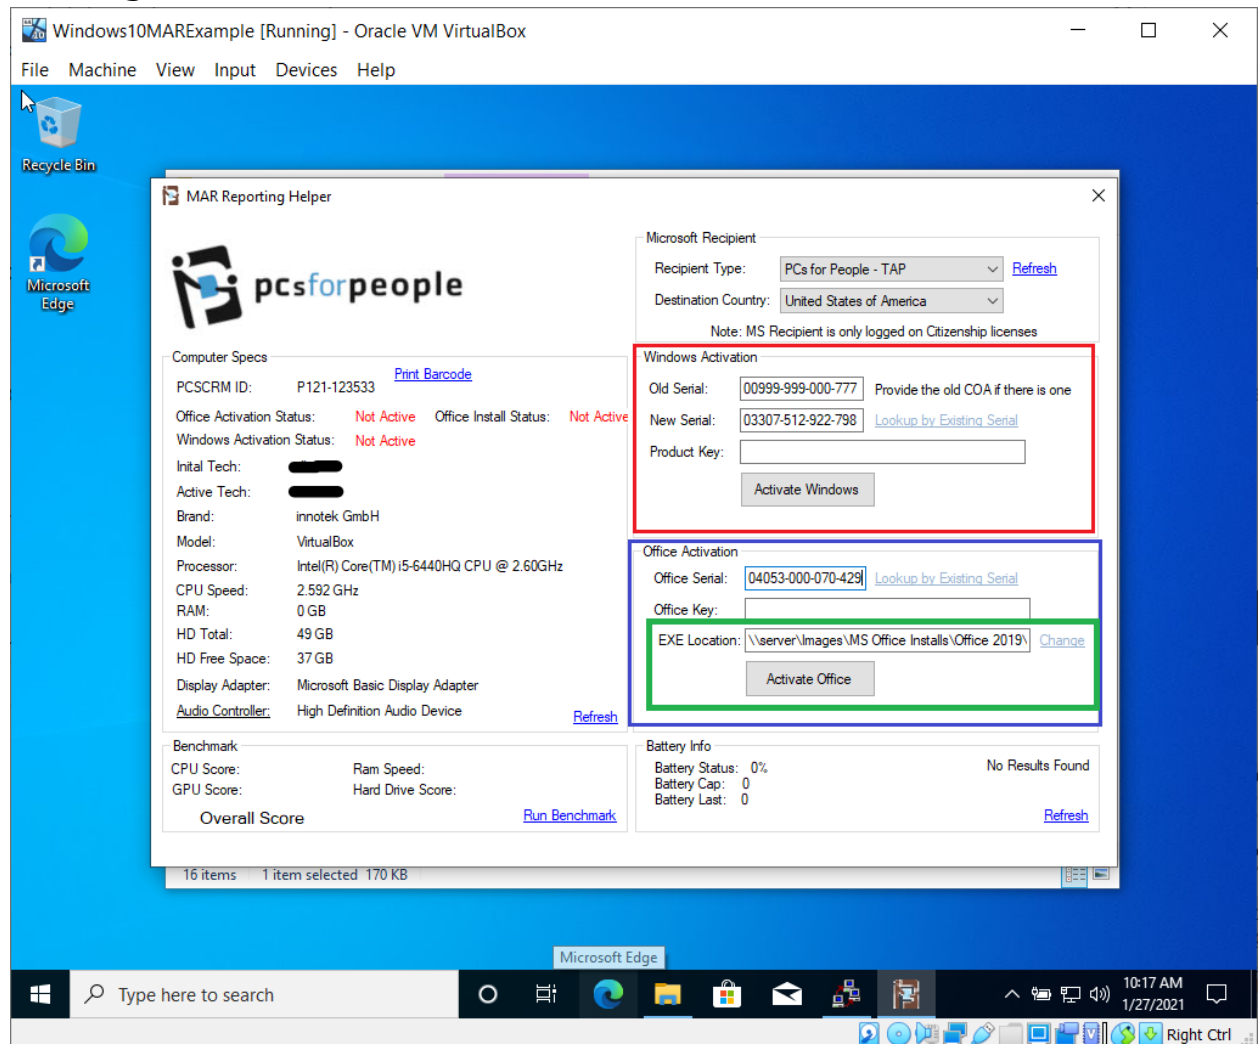 Windows10MARExample [Running] - Oracle VM VirtualBox
File Machine View Input Devices Help
Recycle Bin
Microsoft Edge
MAR Reporting Helper
pcsforpeople
Microsoft Recipient
Recipient Type: PCs for People - TAP Refresh
Destination Country: United States of America
Note: MS Recipient is only logged on Citizenship licenses
Computer Specs
PCSCRM ID: P121-123533 Print Barcode
Office Activation Status: Not Active Office Install Status: Not Active
Windows Activation Status: Not Active
Inital Tech:
Active Tech:
Brand: innotek GmbH
Model: VirtualBox
Processor: Intel(R) Core(TM) i5-6440HQ CPU @ 2.60GHz
CPU Speed: 2.592 GHz
RAM: 0 GB
HD Total: 49 GB
HD Free Space: 37 GB
Display Adapter: Microsoft Basic Display Adapter
Audio Controller: High Definition Audio Device Refresh
Windows Activation
Old Serial: 00999-999-000-777 Provide the old COA if there is one
New Serial: 03307-512-922-798 Lookup by Existing Serial
Product Key:
Activate Windows
Office Activation
Office Serial: 04053-000-070-429 Lookup by Existing Serial
Office Key:
EXE Location: \\server\Images\MS Office Installs\Office 2019\ Change
Activate Office
Benchmark
CPU Score: Ram Speed:
GPU Score: Hard Drive Score:
Overall Score Run Benchmark
Battery Info
Battery Status: 0% No Results Found
Battery Cap: 0
Battery Last: 0
Refresh
16 items 1 item selected 170 KB
Microsoft Edge
Type here to search
10:17 AM
1/27/2021
Right Ctrl